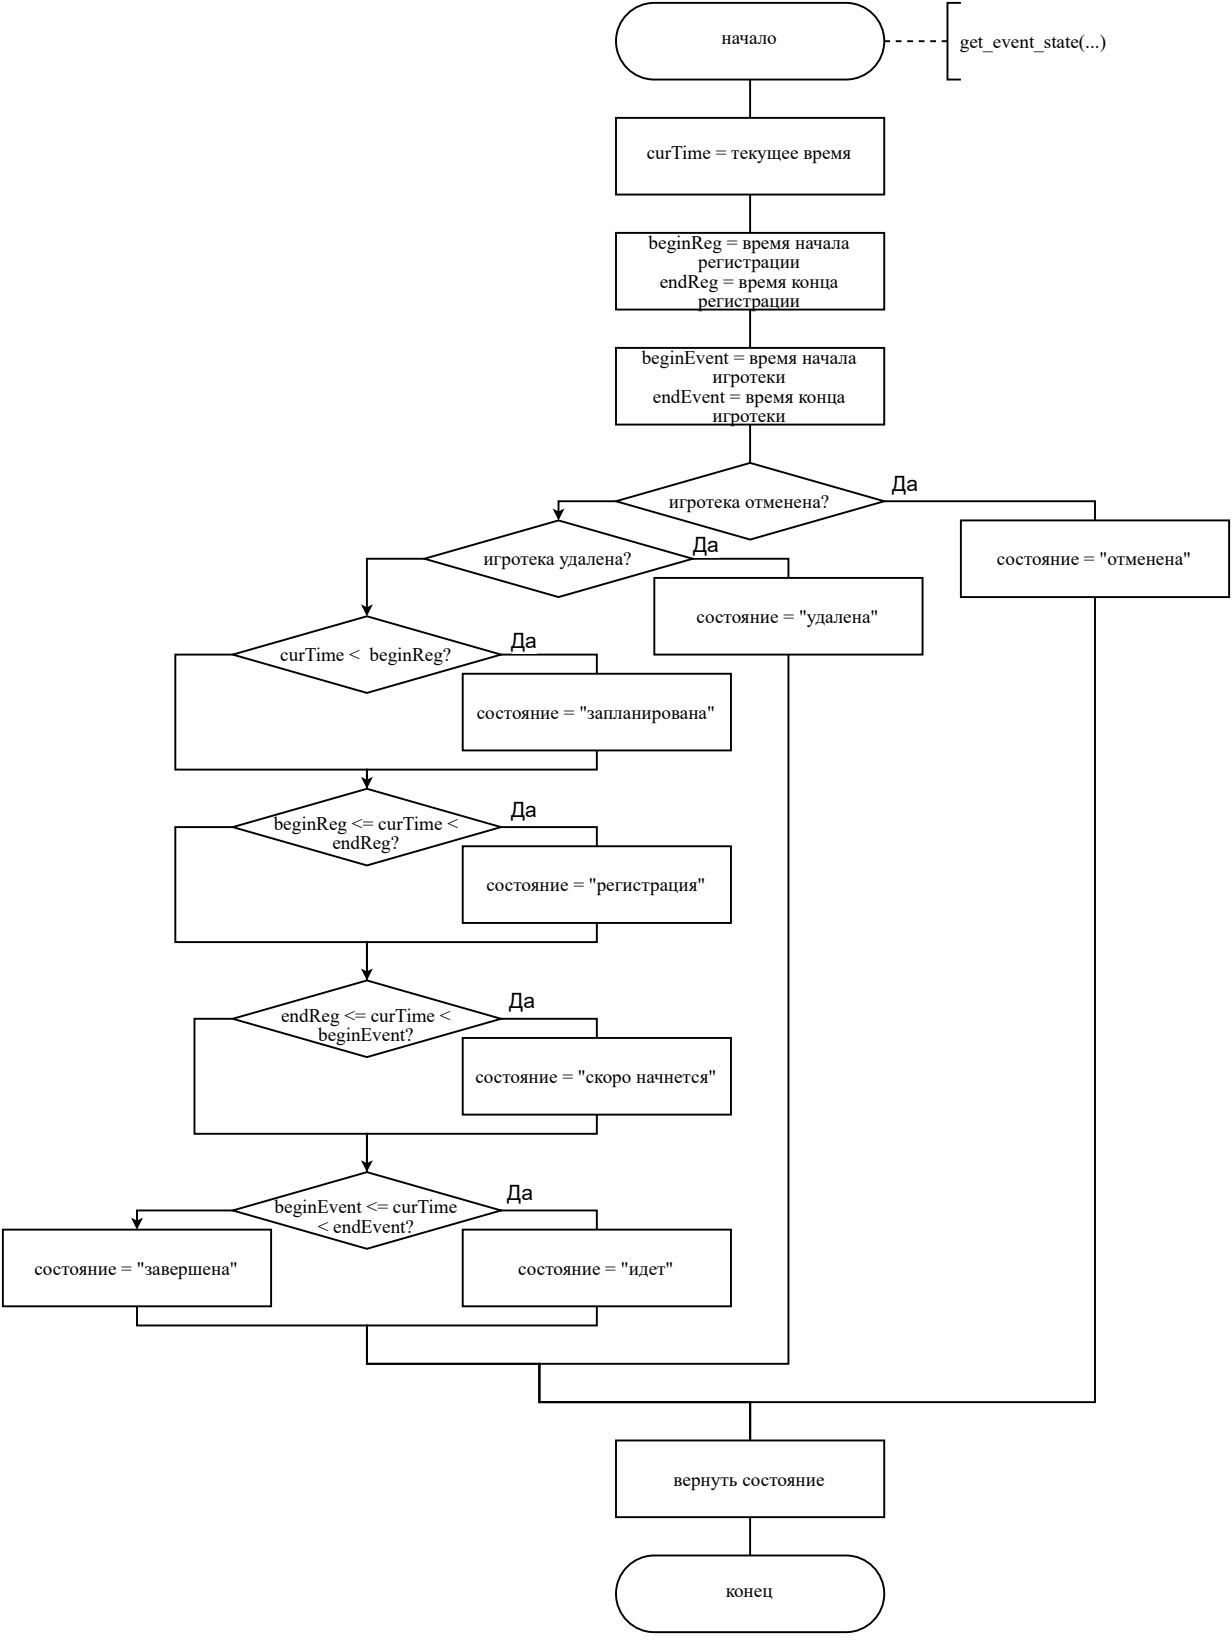 начало
get_event_state(...)
curTime = текущее время
beginReg = время начала
регистрации
endReg = время конца
регистрации
beginEvent = время начала
игротеки
endEvent = время конца
игротеки
игротека отменена?
Да
состояние = "отменена"
игротека удалена?
Да
состояние = "удалена"
curTime <  beginReg?
Да
состояние = "запланирована"
beginReg <= curTime <
endReg?
Да
состояние = "регистрация"
endReg <= curTime <
beginEvent?
Да
состояние = "скоро начнется"
beginEvent <= curTime
< endEvent?
Да
состояние = "завершена"
состояние = "идет"
вернуть состояние
конец